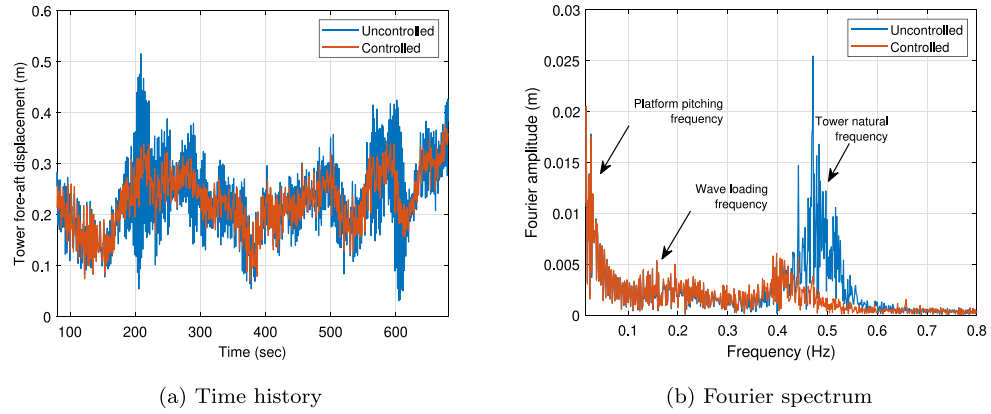 Uncontrolled
Controlled
Tower fore-aft displacement (m)
0.6
0.5
0.4
0.3
0.2
0.1
0
100
200
300
400
500
600
Time (sec)
(a) Time history
Uncontrolled
Controlled
Platform pitching
frequency
Tower natural
frequency
Wave loading
frequency
Fourier amplitude (m)
0.03
0.025
0.02
0.015
0.01
0.005
0
0.1
0.2
0.3
0.4
0.5
0.6
0.7
0.8
Frequency (Hz)
(b) Fourier spectrum